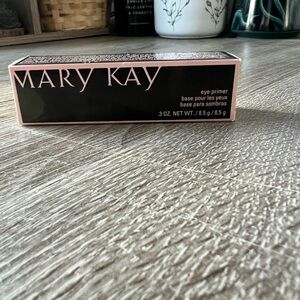 MARY KAY
eye primer
base pour les yeux
base para sombras
.3 OZ. NET WT. / 8.5 g / 8,5 g